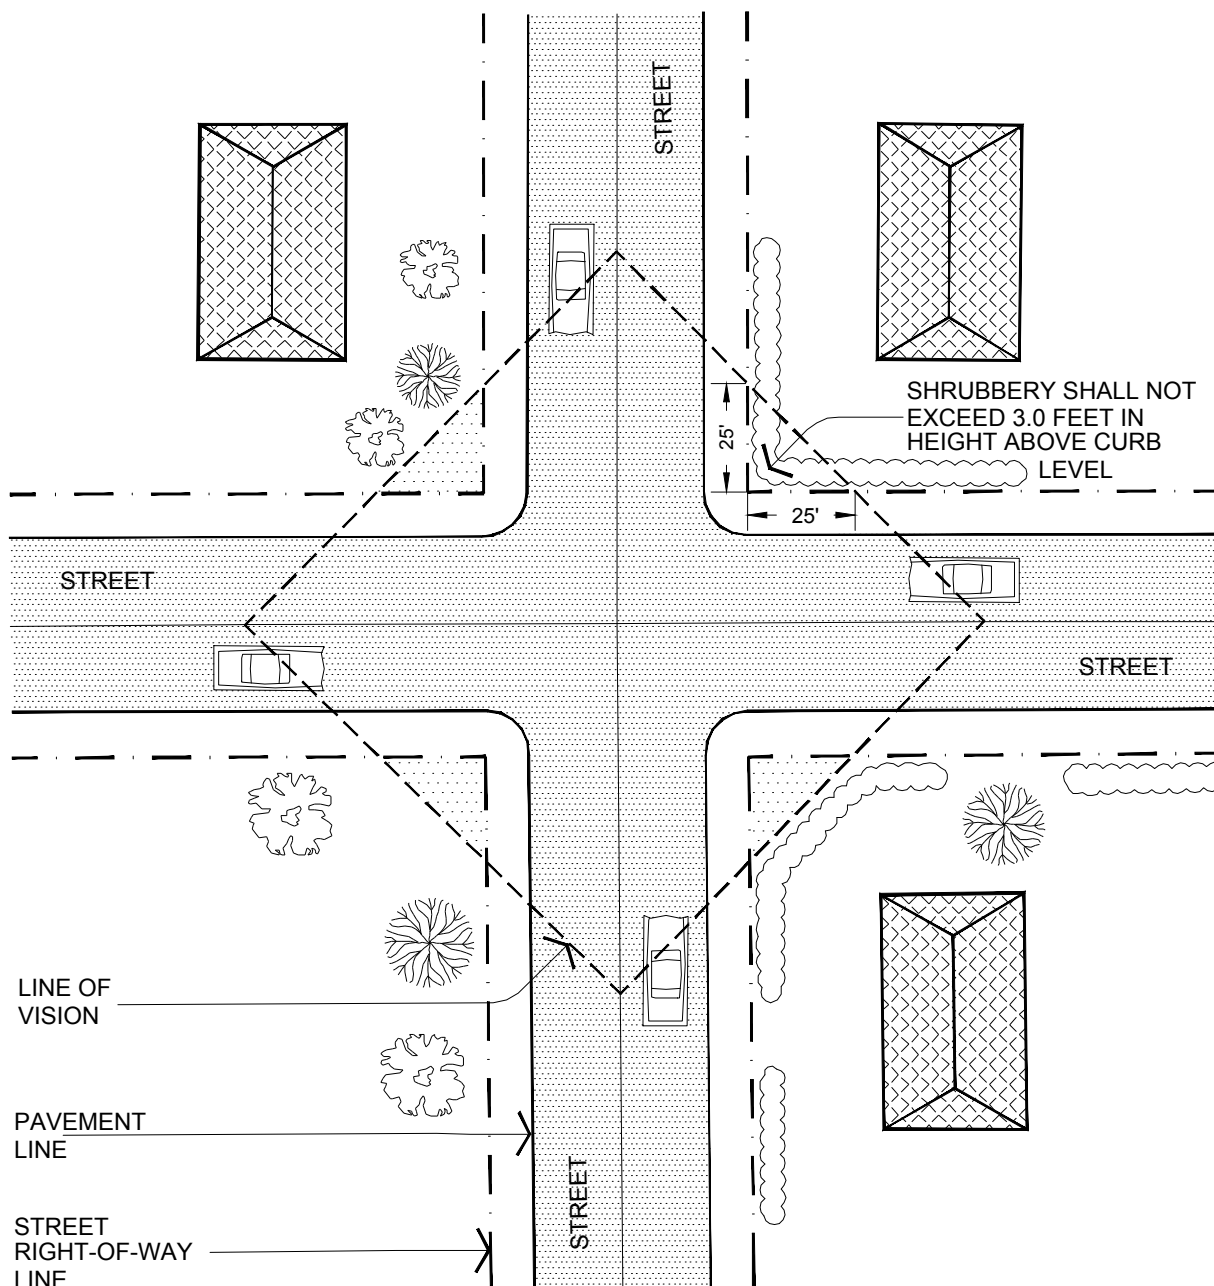 STREET
SHRUBBERY SHALL NOT
EXCEED 3.0 FEET IN
HEIGHT ABOVE CURB
LEVEL
25'
25'
STREET
STREET
LINE OF
VISION
PAVEMENT
LINE
STREET
STREET
RIGHT-OF-WAY
LINE